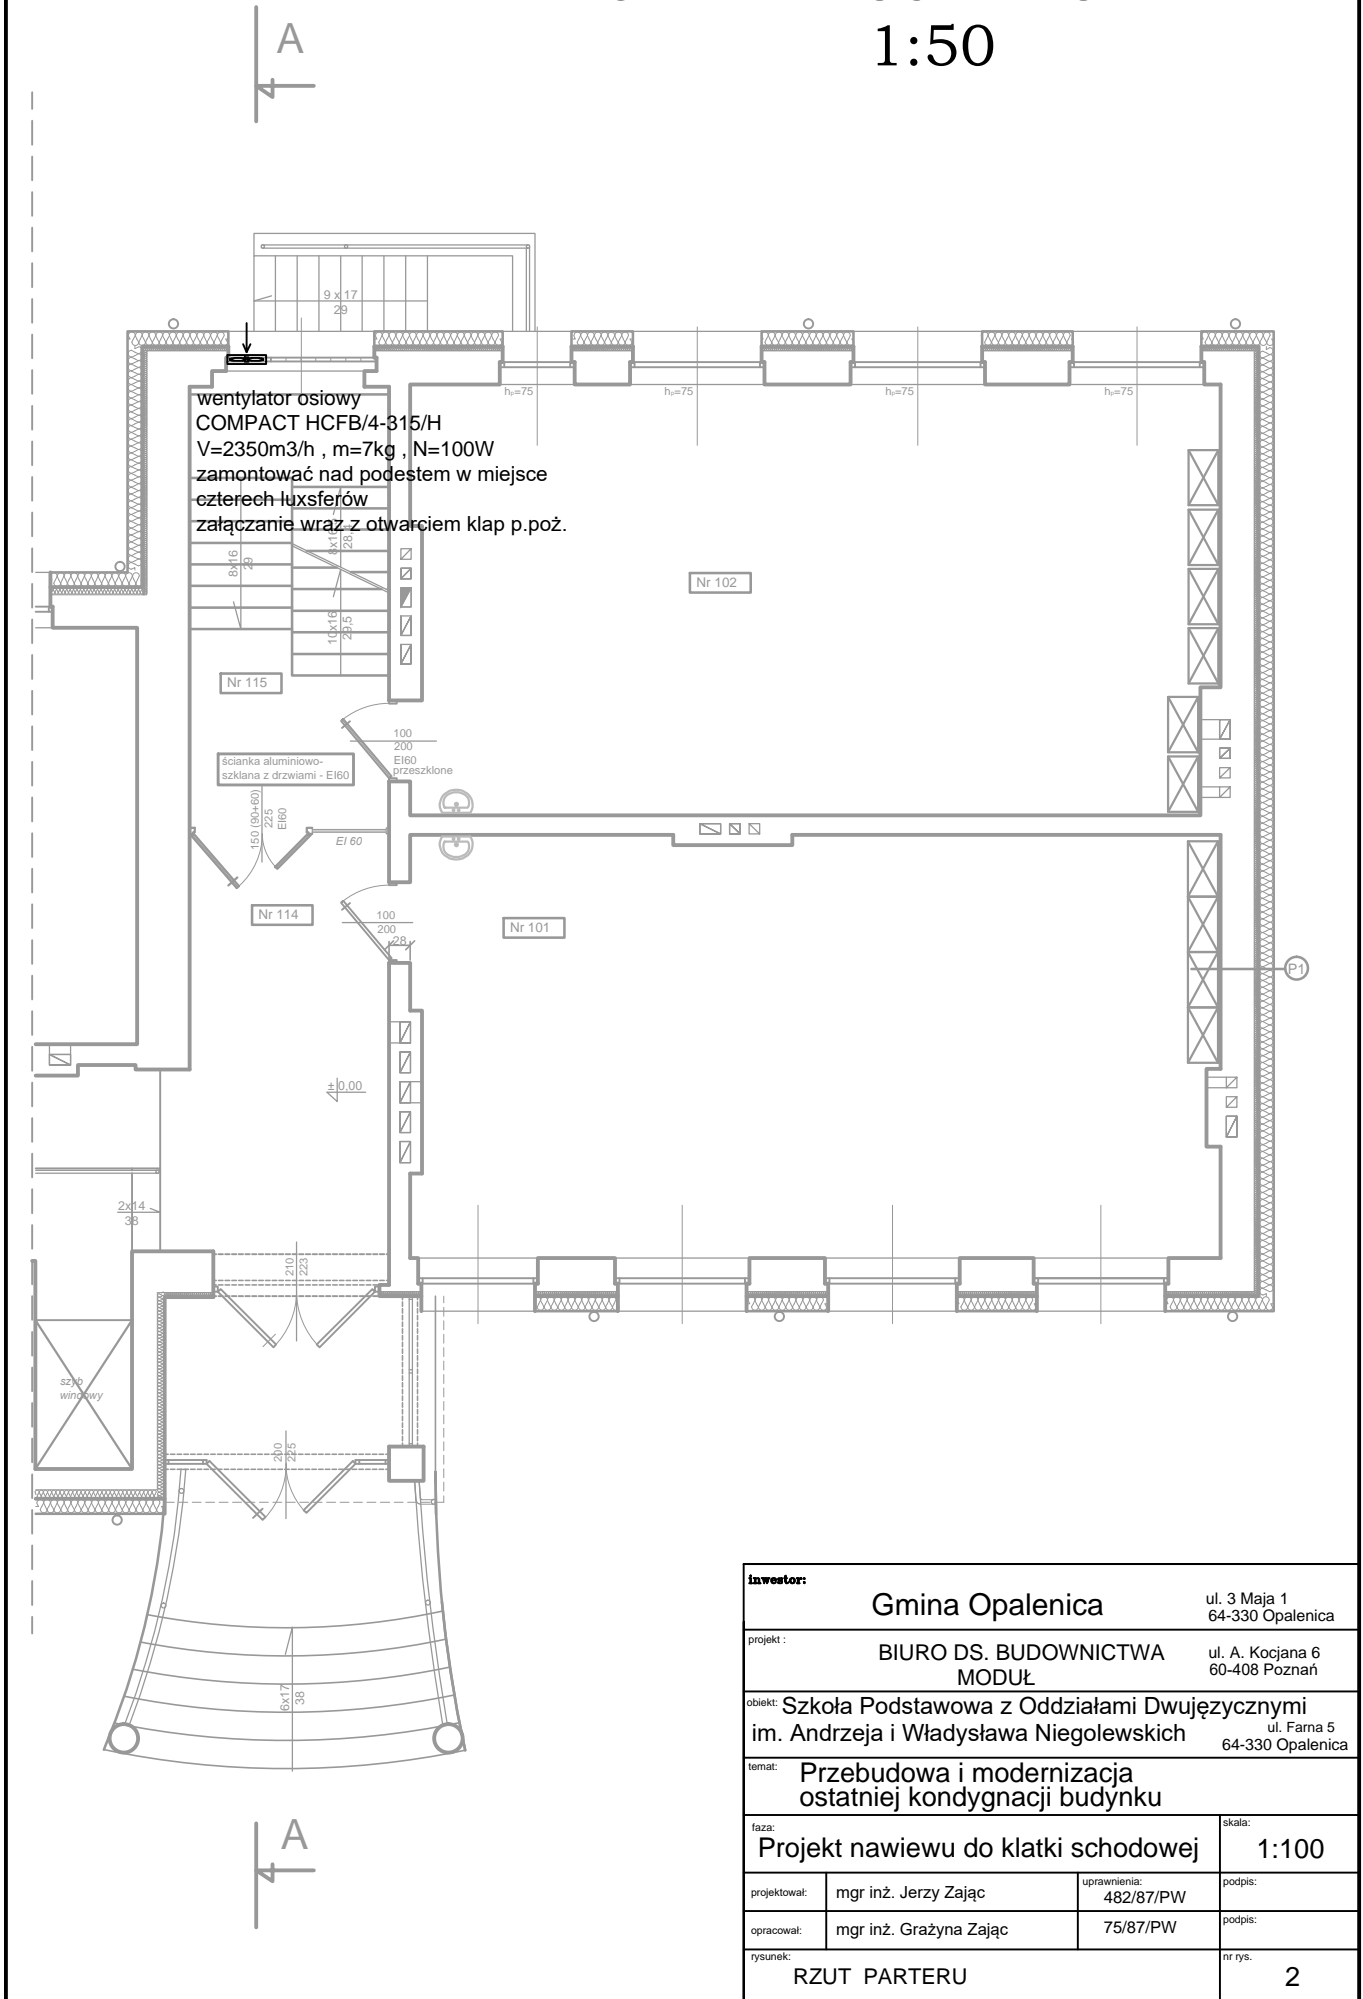 1:50
A
9 x 17
29
hₚ=75
hₚ=75
hₚ=75
hₚ=75
wentylator osiowy
COMPACT HCFB/4-315/H
V=2350m3/h , m=7kg , N=100W
zamontować nad podestem w miejsce
czterech luxsferów
załączanie wraz z otwarciem klap p.poż.
8x16
29
10x16
29,5
Nr 102
Nr 115
100
200
EI60
przeszklone
ścianka aluminiowo-
szklana z drzwiami - EI60
150 (90+60)
225
EI60
EI 60
Nr 114
100
200
28
Nr 101
P1
±0,00
2x14
38
210
223
szyb
windowy
200
225
6x17
38
A
inwestor:
Gmina Opalenica
ul. 3 Maja 1
64-330 Opalenica
projekt :
BIURO DS. BUDOWNICTWA
MODUŁ
ul. A. Kocjana 6
60-408 Poznań
obiekt: Szkoła Podstawowa z Oddziałami Dwujęzycznymi
im. Andrzeja i Władysława Niegolewskich
ul. Farna 5
64-330 Opalenica
temat: Przebudowa i modernizacja
ostatniej kondygnacji budynku
faza:
Projekt nawiewu do klatki schodowej
skala:
1:100
projektował: mgr inż. Jerzy Zając
uprawnienia:
482/87/PW
podpis:
opracował: mgr inż. Grażyna Zając
75/87/PW
podpis:
rysunek:
RZUT PARTERU
nr rys.
2